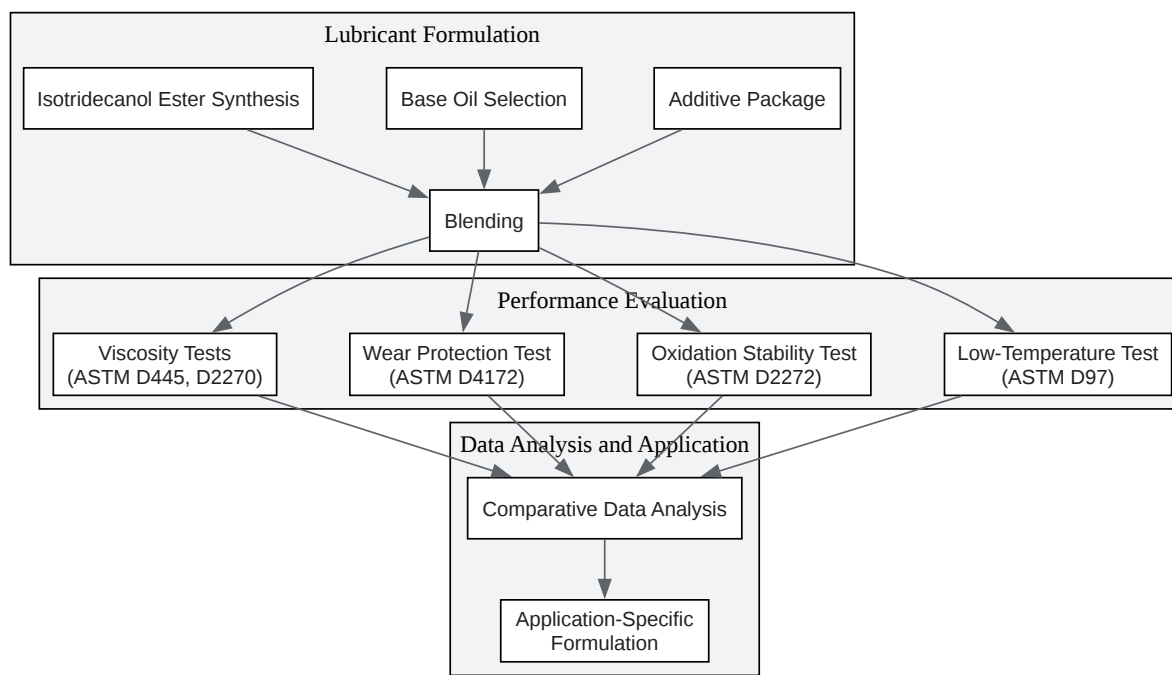 Lubricant Formulation
Isotridecanol Ester Synthesis
Base Oil Selection
Additive Package
Blending
Performance Evaluation
Viscosity Tests
(ASTM D445, D2270)
Wear Protection Test
(ASTM D4172)
Oxidation Stability Test
(ASTM D2272)
Low-Temperature Test
(ASTM D97)
Data Analysis and Application
Comparative Data Analysis
Application-Specific
Formulation